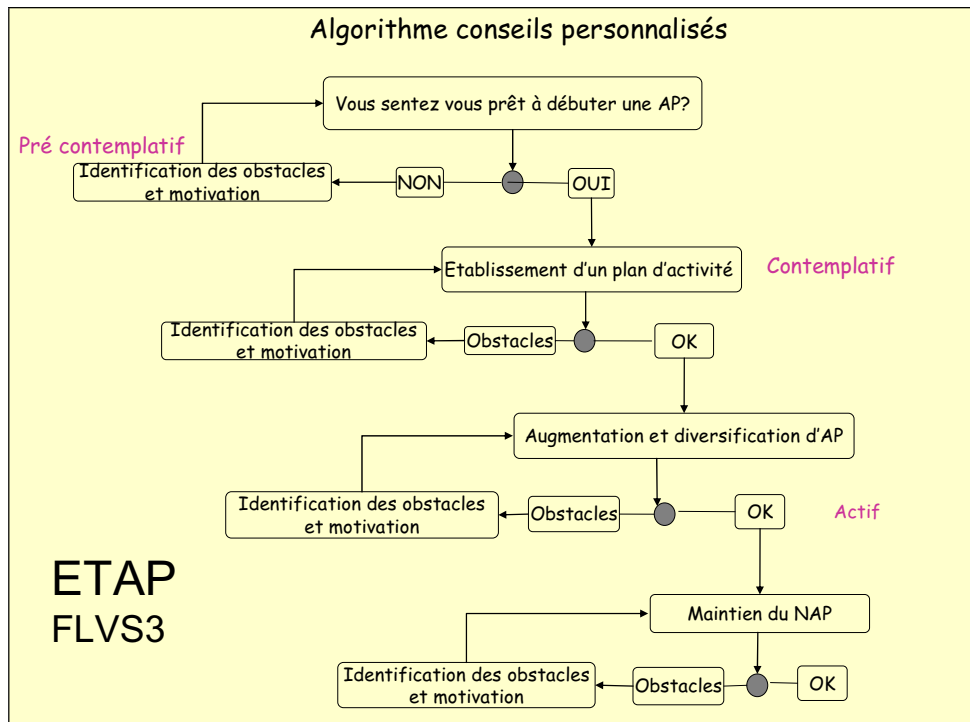 Algorithme conseils personnalisés
Vous sentez vous prêt à débuter une AP?
Pré contemplatif
Identification des obstacles
et motivation
NON
OUI
Etablissement d'un plan d'activité
Contemplatif
Identification des obstacles
et motivation
Obstacles
OK
Augmentation et diversification d'AP
Identification des obstacles
et motivation
Obstacles
OK
Actif
ETAP
FLVS3
Maintien du NAP
Identification des obstacles
et motivation
Obstacles
OK